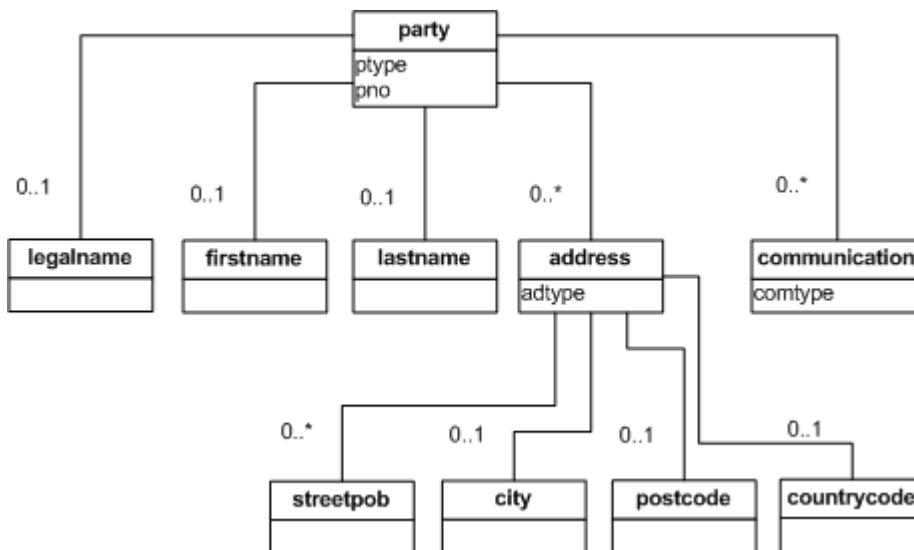 party
ptype
pno
0..1
0..1
0..1
0..*
0..*
legalname
firstname
lastname
address
communication
adtype
comtype
0..*
0..1
0..1
0..1
streetpob
city
postcode
countrycode